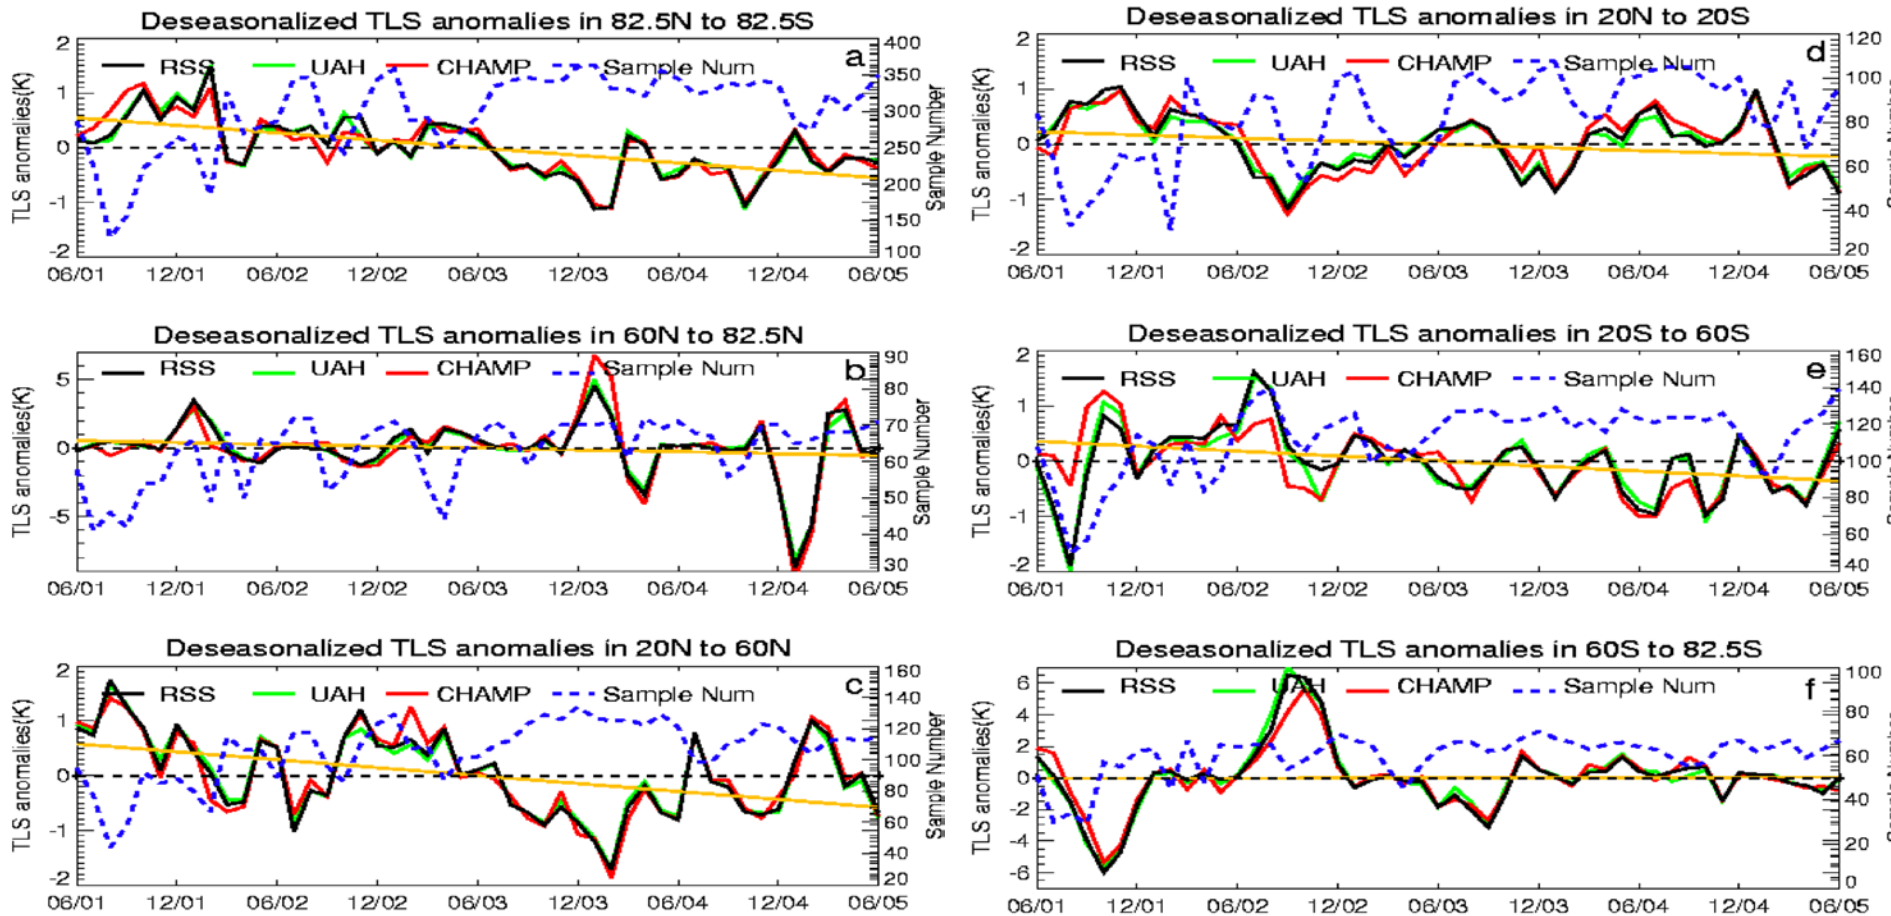 Deseasonalized TLS anomalies in 82.5N to 82.5S
a
RSS UAH CHAMP Sample Num
TLS anomalies(K)
2
1
0
-1
-2
400
350
300
250
200
150
100
Sample Number
06/01 12/01 06/02 12/02 06/03 12/03 06/04 12/04 06/05
Deseasonalized TLS anomalies in 60N to 82.5N
b
RSS UAH CHAMP Sample Num
TLS anomalies(K)
5
0
-5
90
80
70
60
50
40
30
Sample Number
06/01 12/01 06/02 12/02 06/03 12/03 06/04 12/04 06/05
Deseasonalized TLS anomalies in 20N to 60N
c
RSS UAH CHAMP Sample Num
TLS anomalies(K)
2
1
0
-1
-2
160
140
120
100
80
60
40
20
Sample Number
06/01 12/01 06/02 12/02 06/03 12/03 06/04 12/04 06/05
Deseasonalized TLS anomalies in 20N to 20S
d
RSS UAH CHAMP Sample Num
TLS anomalies(K)
2
1
0
-1
-2
120
100
80
60
40
20
06/01 12/01 06/02 12/02 06/03 12/03 06/04 12/04 06/05
Deseasonalized TLS anomalies in 20S to 60S
e
RSS UAH CHAMP Sample Num
TLS anomalies(K)
2
1
0
-1
-2
160
140
120
100
80
60
40
06/01 12/01 06/02 12/02 06/03 12/03 06/04 12/04 06/05
Deseasonalized TLS anomalies in 60S to 82.5S
f
RSS UAH CHAMP Sample Num
TLS anomalies(K)
6
4
2
0
-2
-4
-6
100
80
60
40
20
0
06/01 12/01 06/02 12/02 06/03 12/03 06/04 12/04 06/05